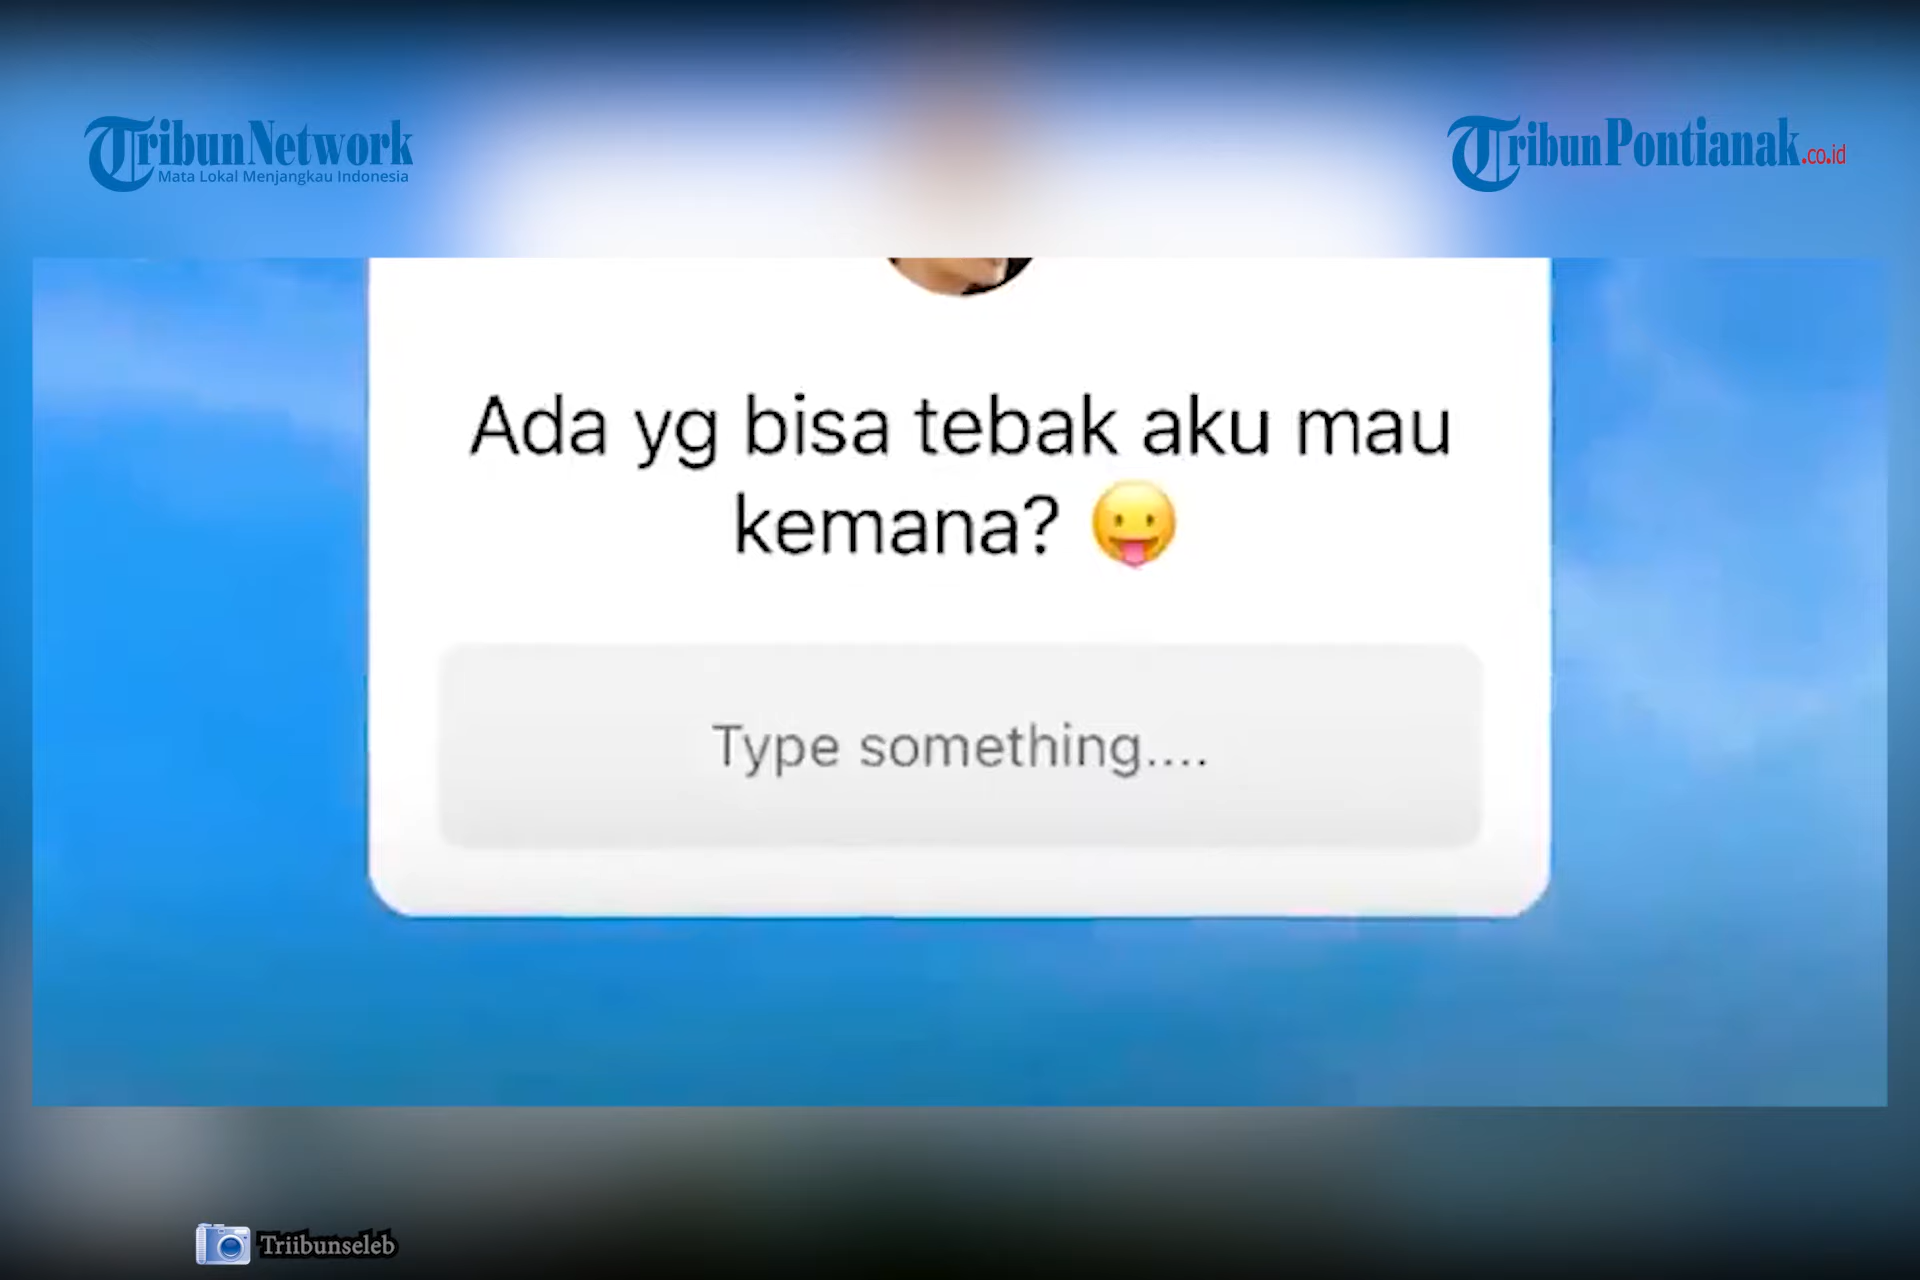 TribunNetwork
Mata Lokal Menjangkau Indonesia
TribunPontianak.co.id
Ada yg bisa tebak aku mau
kemana? 😛
Type something....
Triibunseleb